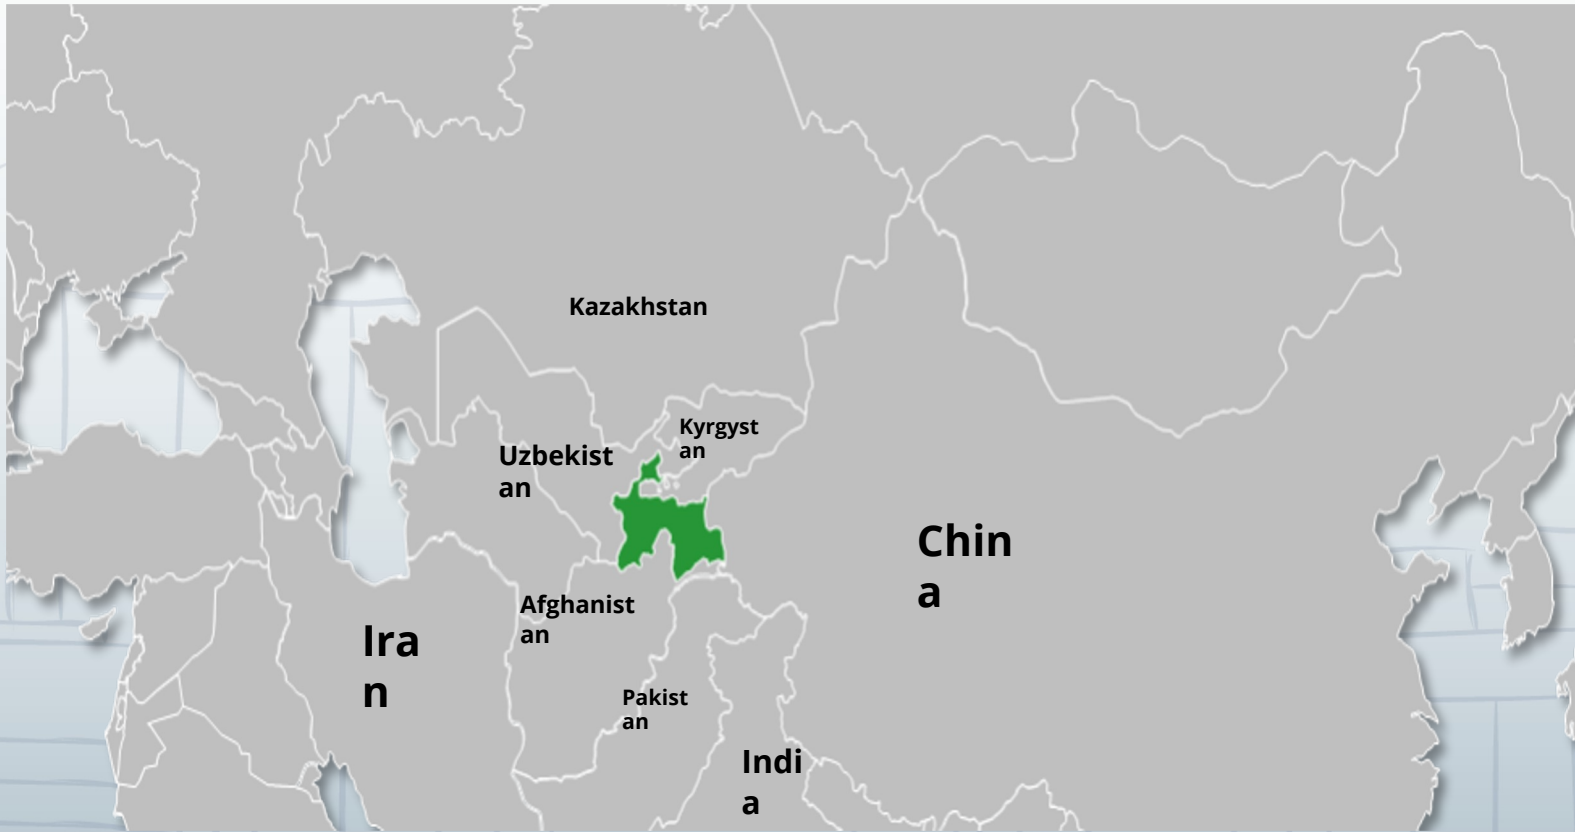 Kazakhstan
Kyrgyst
an
Uzbekist
an
Chin
a
Afghanist
an
Ira
n
Pakist
an
Indi
a